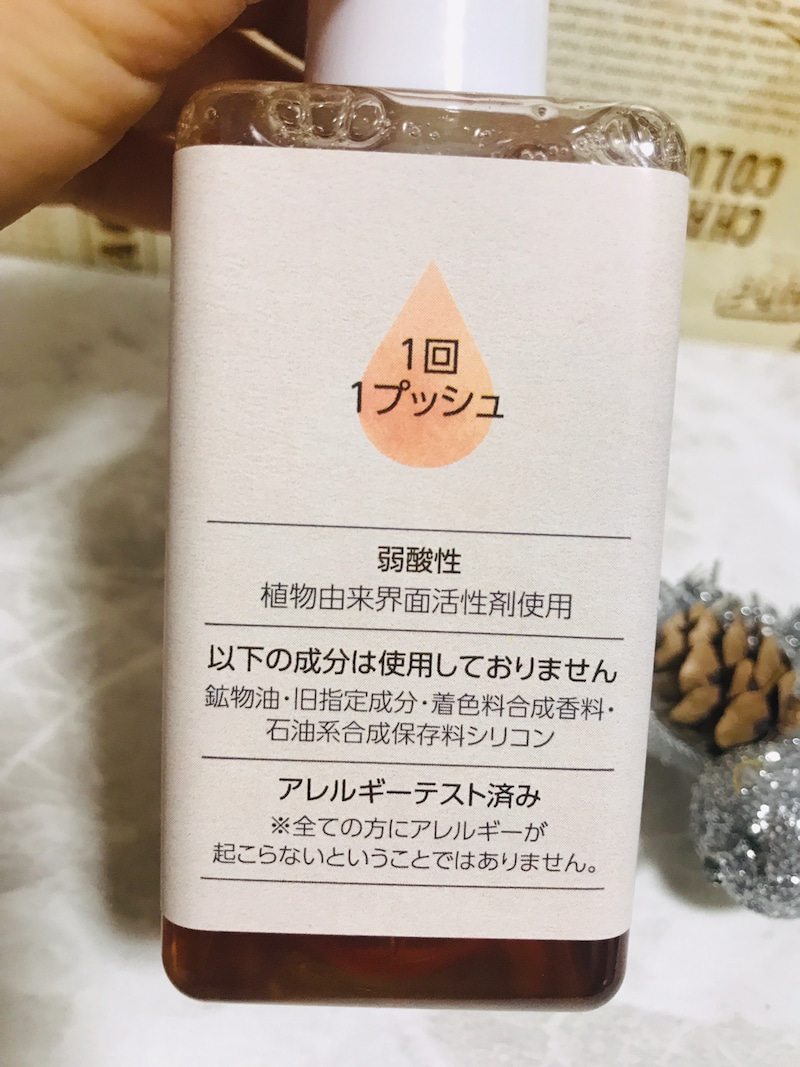 1回
1プッシュ
弱酸性
植物由来界面活性剤使用
以下の成分は使用しておりません
鉱物油・旧指定成分・着色料合成香料・
石油系合成保存料シリコン
アレルギーテスト済み
※全ての方にアレルギーが
起こらないということではありません。